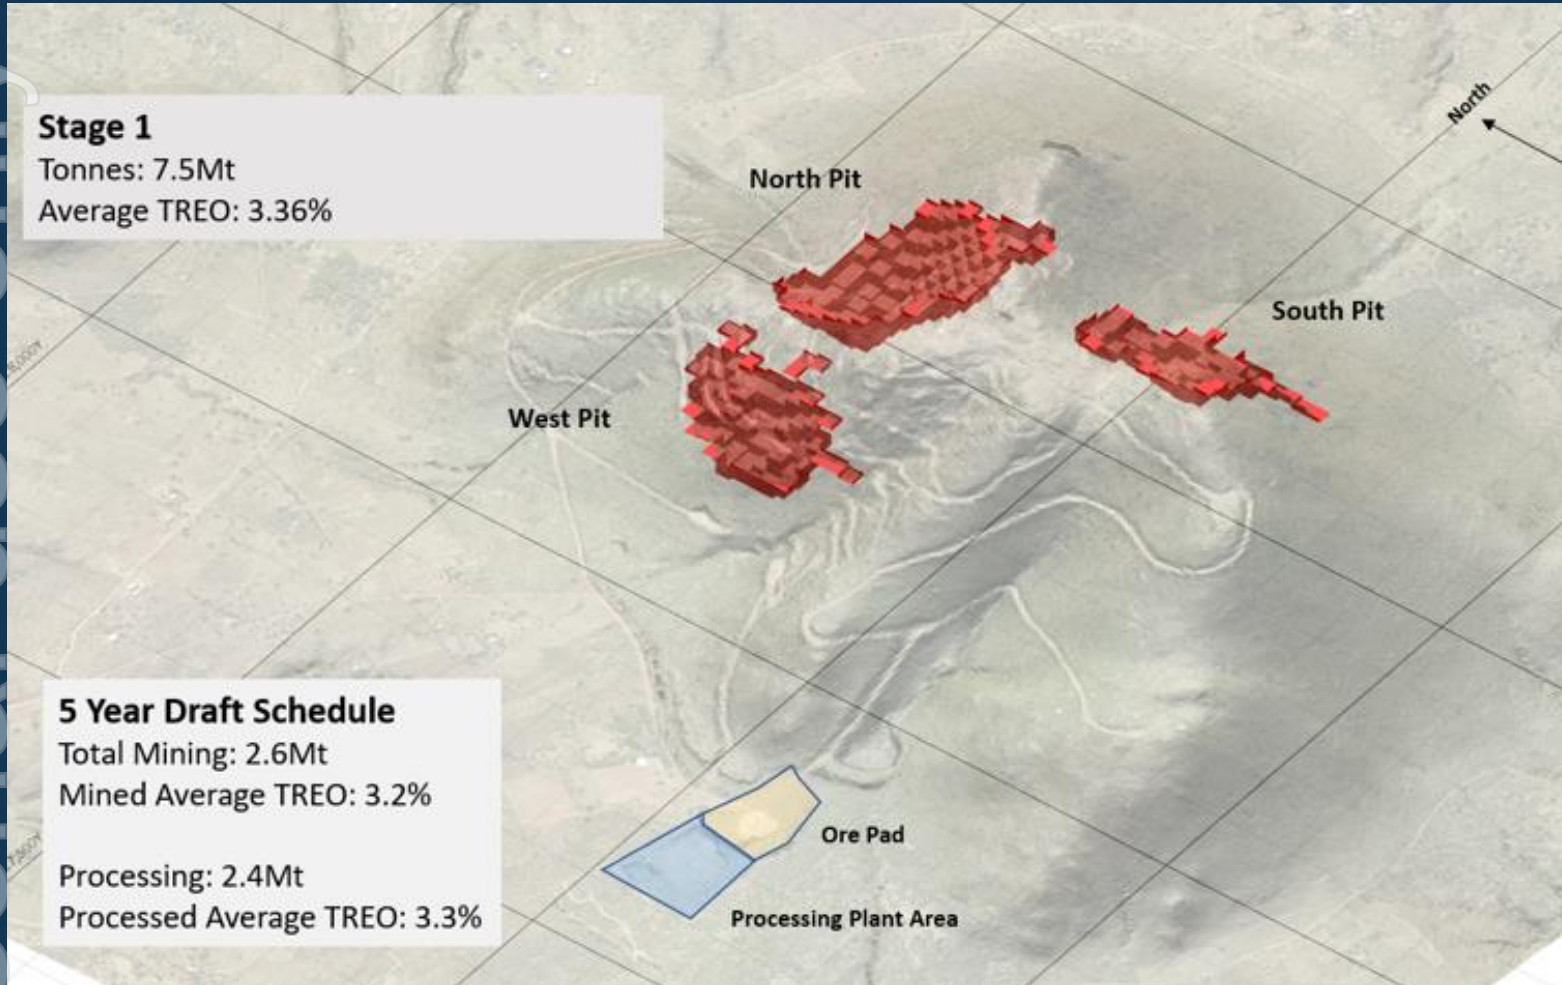 Stage 1
Tonnes: 7.5Mt
Average TREO: 3.36%
North
North Pit
South Pit
West Pit
5 Year Draft Schedule
Total Mining: 2.6Mt
Mined Average TREO: 3.2%
Processing: 2.4Mt
Processed Average TREO: 3.3%
Ore Pad
Processing Plant Area